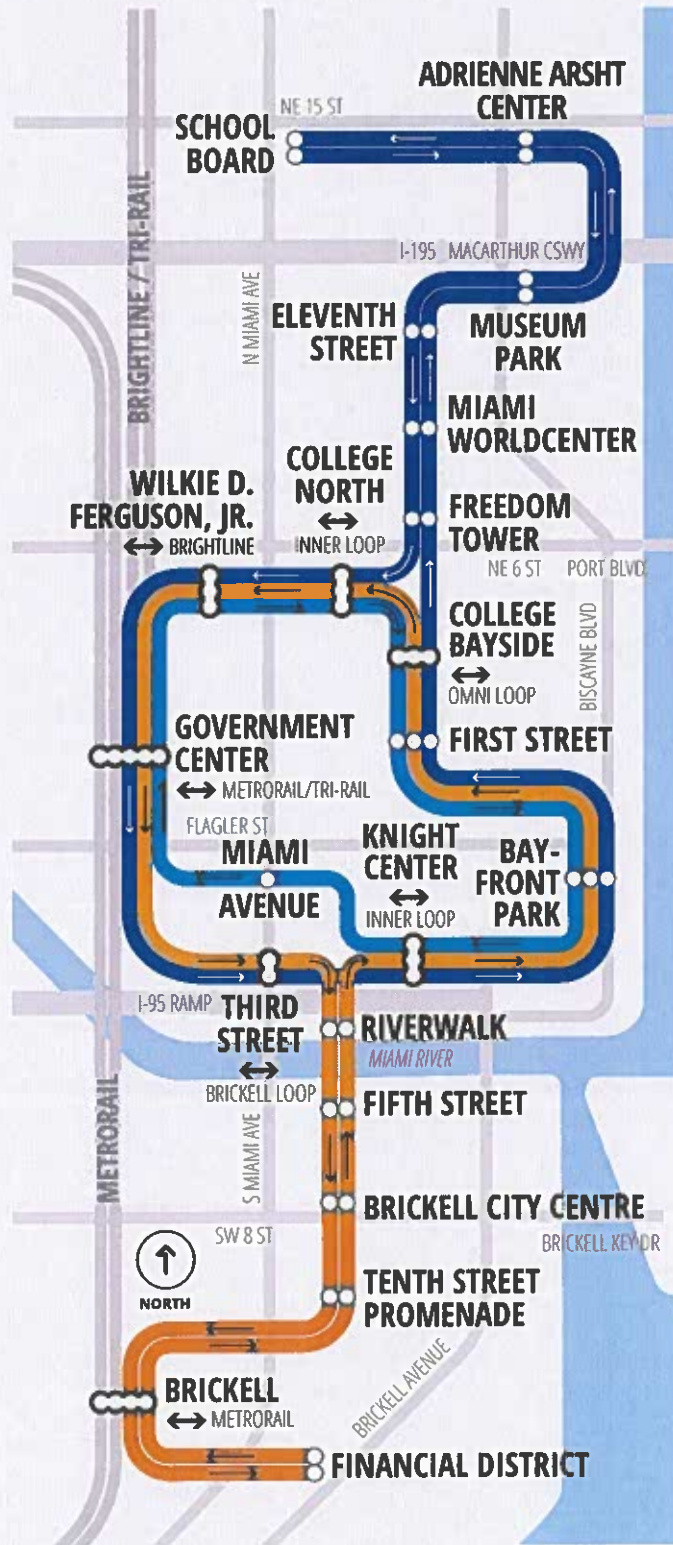 ADRIENNE ARSHT
CENTER
NE 15 ST
SCHOOL
BOARD
BRIGHTLINE / TRI-RAIL
I-195 MACARTHUR CSWY
N MIAMI AVE
ELEVENTH
STREET
MUSEUM
PARK
MIAMI
WORLDCENTER
COLLEGE
NORTH
INNER LOOP
WILKIE D.
FERGUSON, JR.
BRIGHTLINE
FREEDOM
TOWER
NE 6 ST
PORT BLVD
COLLEGE
BAYSIDE
OMNI LOOP
BISCAYNE BLVD
FIRST STREET
GOVERNMENT
CENTER
METRORAIL/TRI-RAIL
FLAGLER ST
MIAMI
AVENUE
KNIGHT
CENTER
INNER LOOP
BAY-
FRONT
PARK
I-95 RAMP
THIRD
STREET
BRICKELL LOOP
RIVERWALK
MIAMI RIVER
METRORAIL
S MIAMI AVE
FIFTH STREET
BRICKELL CITY CENTRE
SW 8 ST
BRICKELL KEY DR
NORTH
TENTH STREET
PROMENADE
BRICKELL
METRORAIL
BRICKELL AVENUE
FINANCIAL DISTRICT